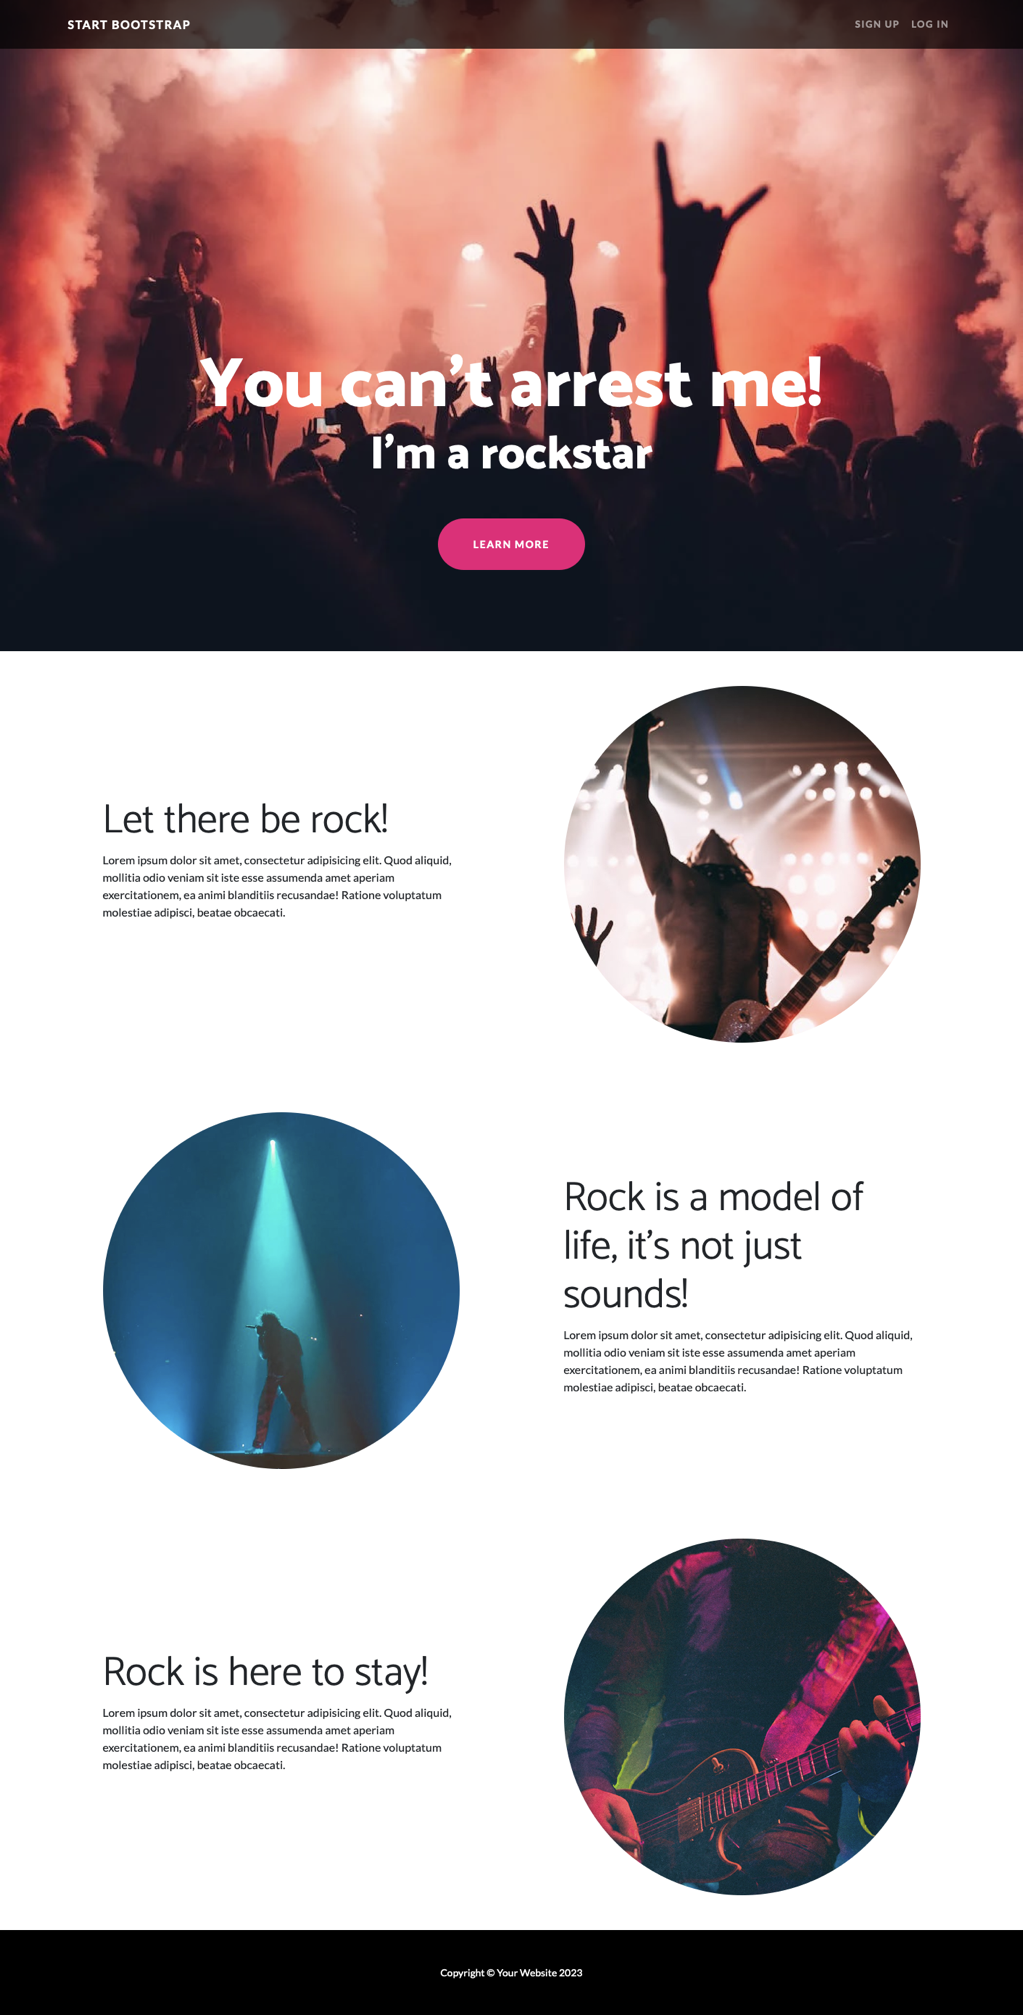 START BOOTSTRAP
SIGN UP LOG IN
You can't arrest me!
I'm a rockstar
LEARN MORE
Let there be rock!
Lorem ipsum dolor sit amet, consectetur adipisicing elit. Quod aliquid,
mollitia odio veniam sit iste esse assumenda amet aperiam
exercitationem, ea animi blanditiis recusandae! Ratione voluptatum
molestiae adipisci, beatae obcaecati.
Rock is a model of
life, it's not just
sounds!
Lorem ipsum dolor sit amet, consectetur adipisicing elit. Quod aliquid,
mollitia odio veniam sit iste esse assumenda amet aperiam
exercitationem, ea animi blanditiis recusandae! Ratione voluptatum
molestiae adipisci, beatae obcaecati.
Rock is here to stay!
Lorem ipsum dolor sit amet, consectetur adipisicing elit. Quod aliquid,
mollitia odio veniam sit iste esse assumenda amet aperiam
exercitationem, ea animi blanditiis recusandae! Ratione voluptatum
molestiae adipisci, beatae obcaecati.
Copyright © Your Website 2023